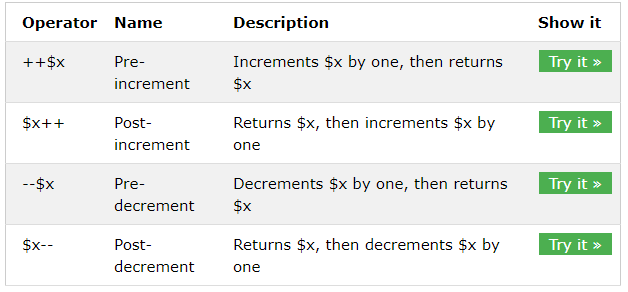 Operator Name Description Show it
++$x Pre- Increments $x by one, then returns Try it »
increment $x
$x++ Post- Returns $x, then increments $x by Try it »
increment one
--$x Pre- Decrements $x by one, then returns Try it »
decrement $x
$x-- Post- Returns $x, then decrements $x by Try it »
decrement one